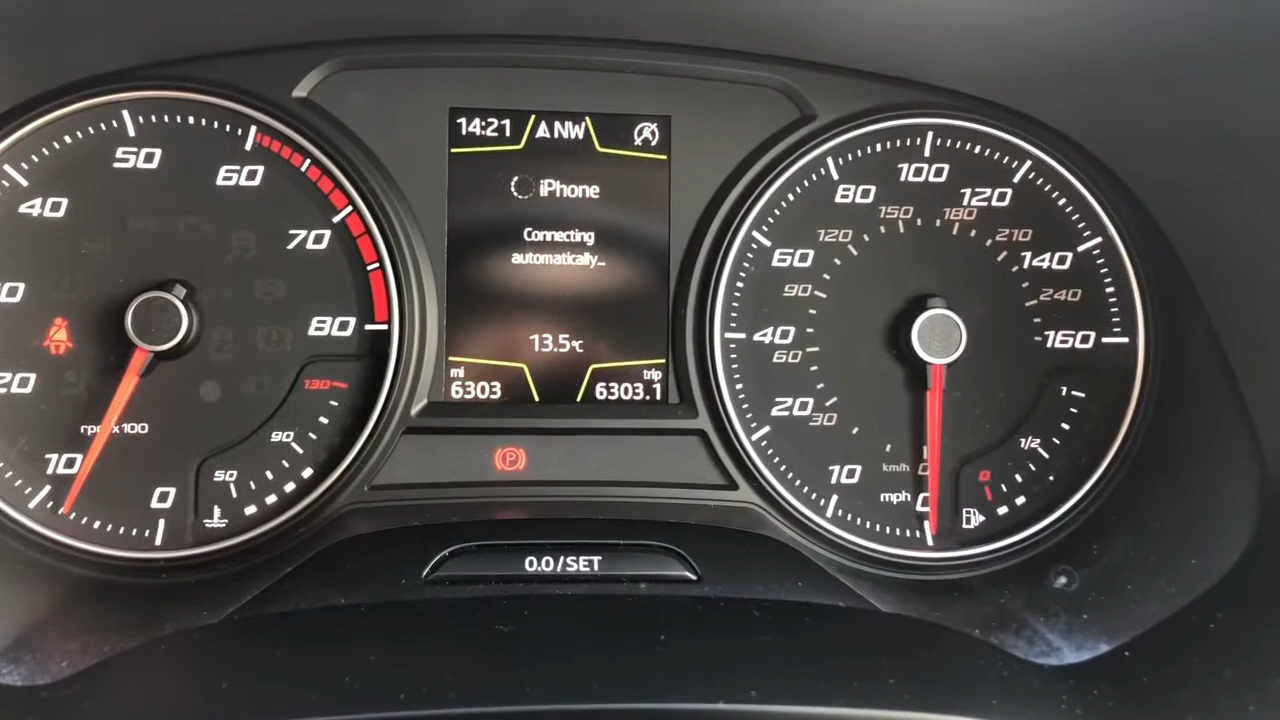 14:21 NW
iPhone
Connecting
automatically...
13.5°C
mi
6303
trip
6303.1
0.0/SET
P
0
10
20
40
50
60
70
80
rpm x100
50
90
130
0
10
20
40
60
80
100
120
140
160
mph
0
30
60
90
120
150
180
210
240
km/h
0
1/2
1